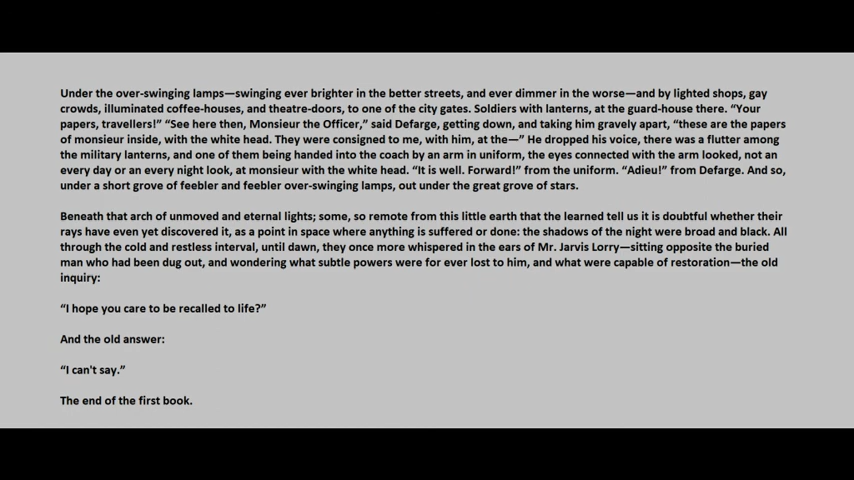 Under the over-swinging lamps—swinging ever brighter in the better streets, and ever dimmer in the worse—and by lighted shops, gay
crowds, illuminated coffee-houses, and theatre-doors, to one of the city gates. Soldiers with lanterns, at the guard-house there. “Your
papers, travellers!” “See here then, Monsieur the Officer,” said Defarge, getting down, and taking him gravely apart, “these are the papers
of monsieur inside, with the white head. They were consigned to me, with him, at the—” He dropped his voice, there was a flutter among
the military lanterns, and one of them being handed into the coach by an arm in uniform, the eyes connected with the arm looked, not an
every day or an every night look, at monsieur with the white head. “It is well. Forward!” from the uniform. “Adieu!” from Defarge. And so,
under a short grove of feebler and feebler over-swinging lamps, out under the great grove of stars.
Beneath that arch of unmoved and eternal lights; some, so remote from this little earth that the learned tell us it is doubtful whether their
rays have even yet discovered it, as a point in space where anything is suffered or done: the shadows of the night were broad and black. All
through the cold and restless interval, until dawn, they once more whispered in the ears of Mr. Jarvis Lorry—sitting opposite the buried
man who had been dug out, and wondering what subtle powers were for ever lost to him, and what were capable of restoration—the old
inquiry:
“I hope you care to be recalled to life?”
And the old answer:
“I can't say.”
The end of the first book.